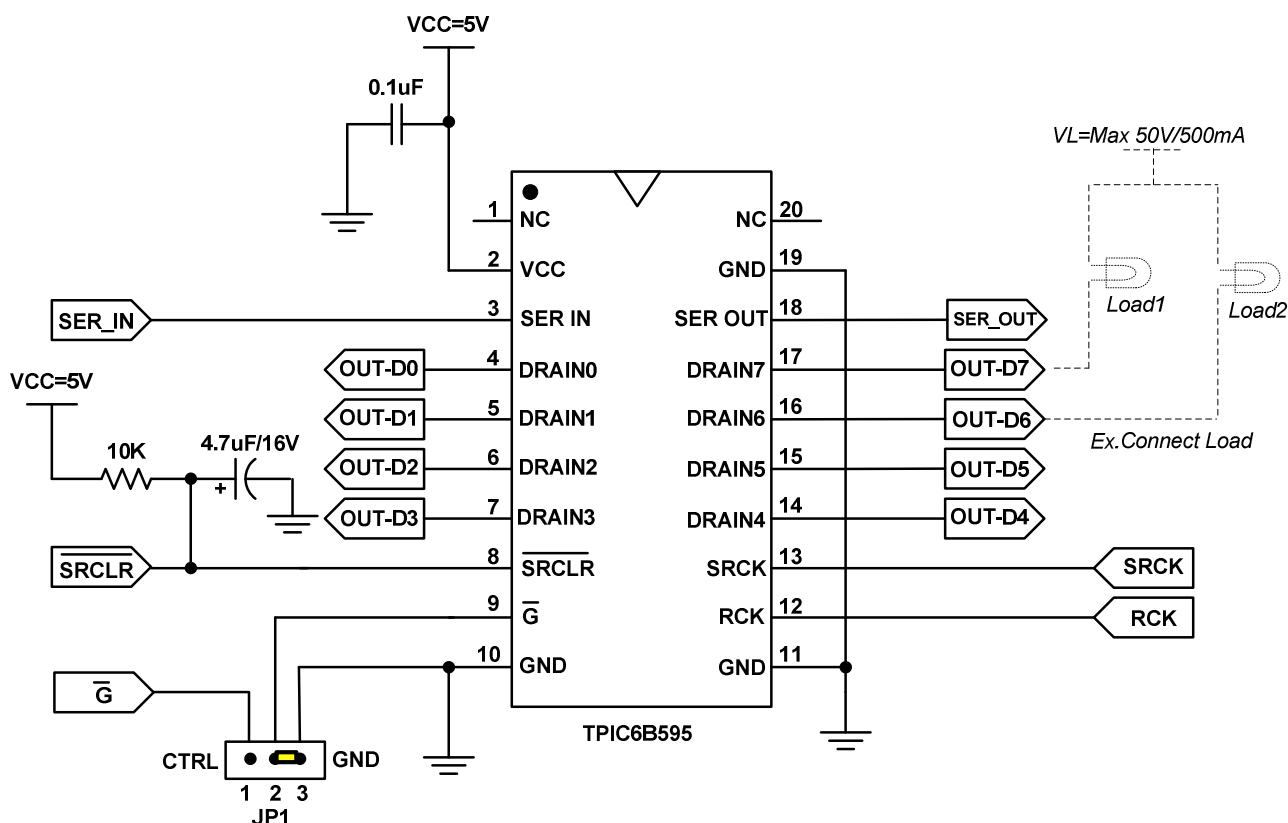 VCC=5V
0.1uF
VL=Max 50V/500mA
1 NC
NC 20
2 VCC
GND 19
Load1
Load2
SER_IN
3 SER IN
SER OUT 18
SER_OUT
OUT-D0
4 DRAIN0
DRAIN7 17
OUT-D7
VCC=5V
OUT-D1
5 DRAIN1
DRAIN6 16
OUT-D6
Ex.Connect Load
10K
4.7uF/16V
+
OUT-D2
6 DRAIN2
DRAIN5 15
OUT-D5
OUT-D3
7 DRAIN3
DRAIN4 14
OUT-D4
S̅R̅C̅L̅R̅
8 S̅R̅C̅L̅R̅
SRCK 13
SRCK
9 G̅
RCK 12
RCK
10 GND
GND 11
G̅
TPIC6B595
CTRL
GND
1 2 3
JP1